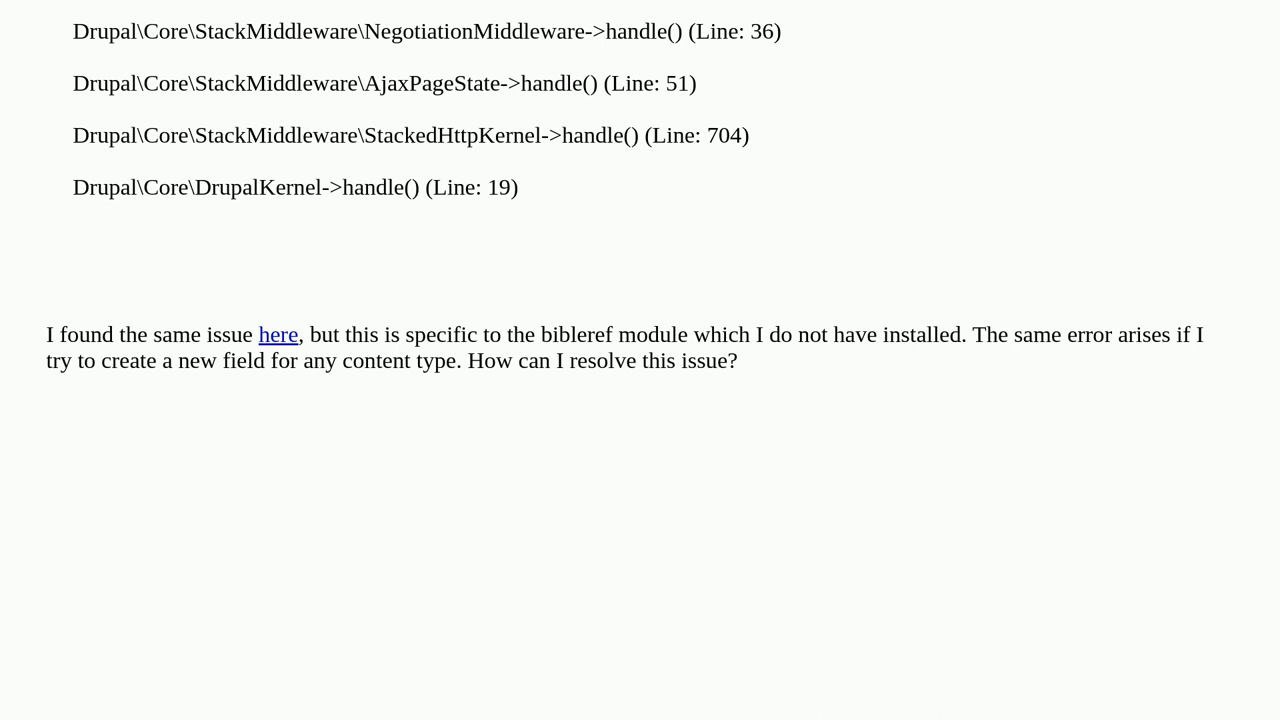 Drupal\Core\StackMiddleware\NegotiationMiddleware->handle() (Line: 36)
Drupal\Core\StackMiddleware\AjaxPageState->handle() (Line: 51)
Drupal\Core\StackMiddleware\StackedHttpKernel->handle() (Line: 704)
Drupal\Core\DrupalKernel->handle() (Line: 19)
I found the same issue here, but this is specific to the bibleref module which I do not have installed. The same error arises if I
try to create a new field for any content type. How can I resolve this issue?